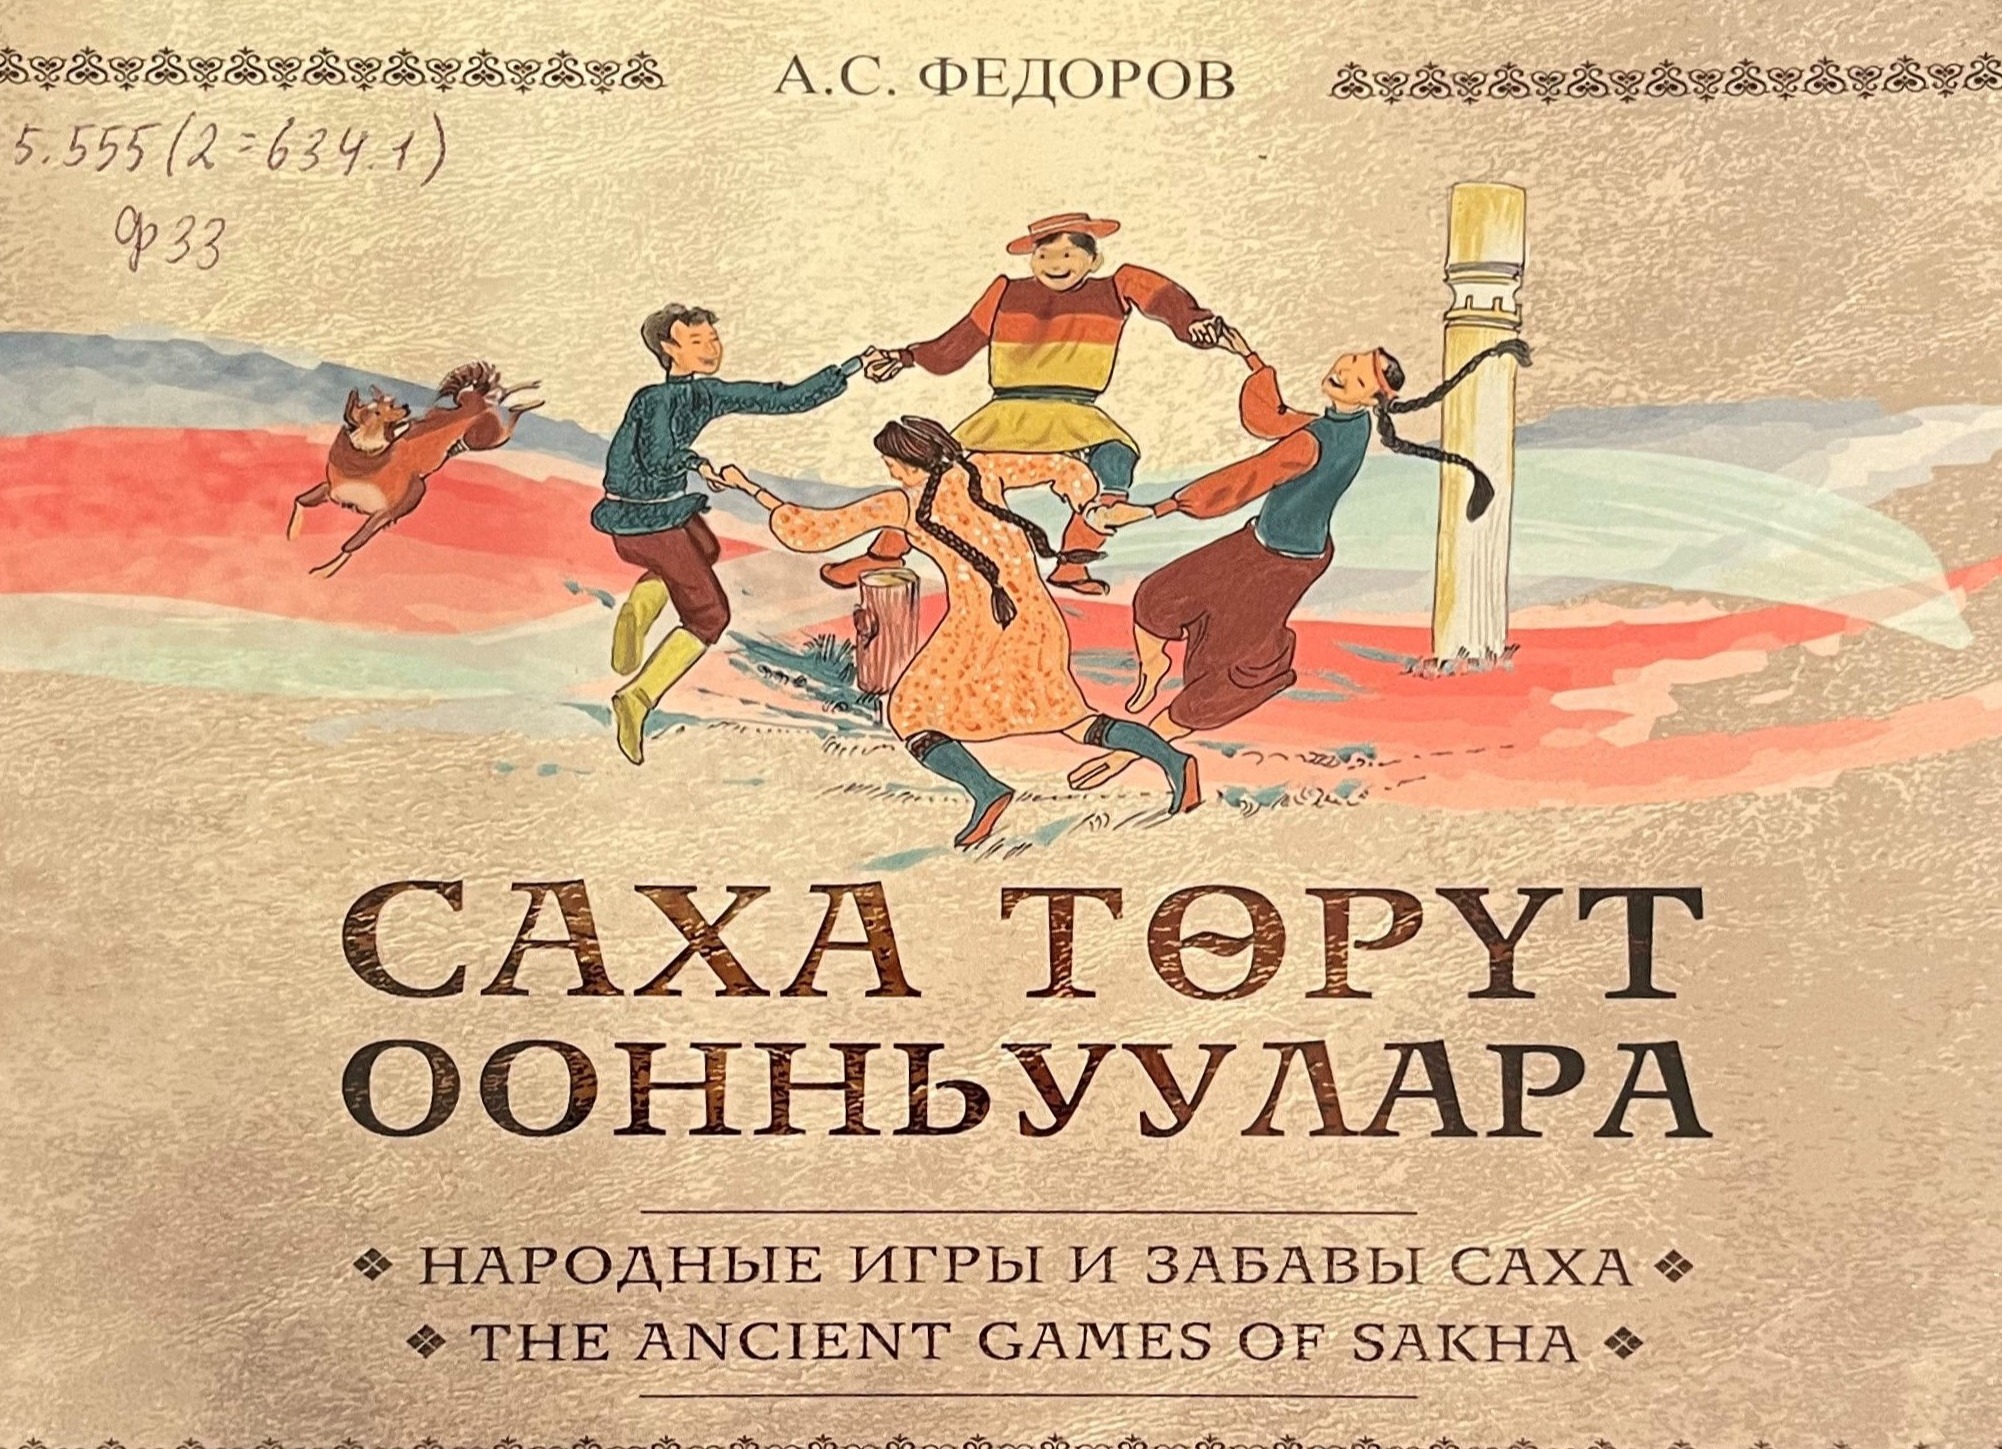 А.С. ФЕДОРОВ
5.555(2=634.1)
Ф33
САХА ТӨРҮТ
ООННЬУУЛАРА
НАРОДНЫЕ ИГРЫ И ЗАБАВЫ САХА
THE ANCIENT GAMES OF SAKHA